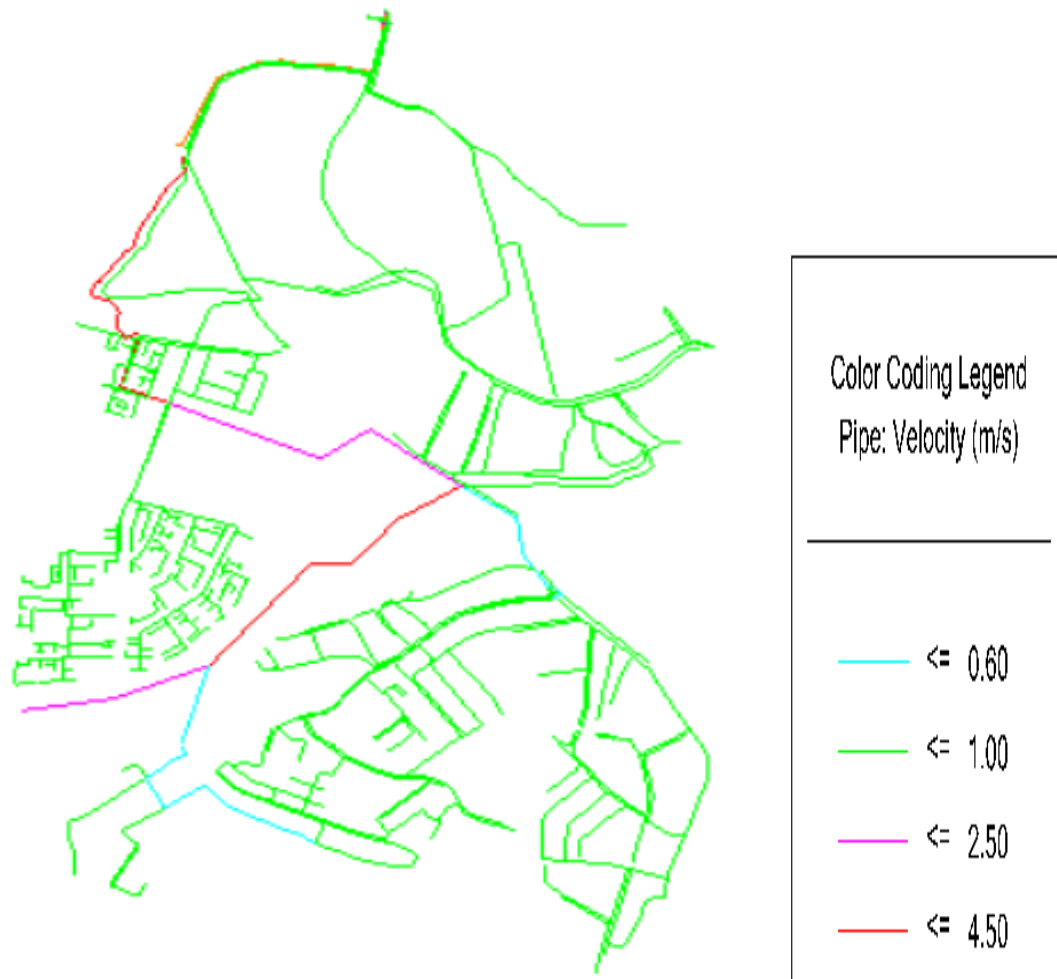 Color Coding Legend
Pipe: Velocity (m/s)
<= 0.60
<= 1.00
<= 2.50
<= 4.50